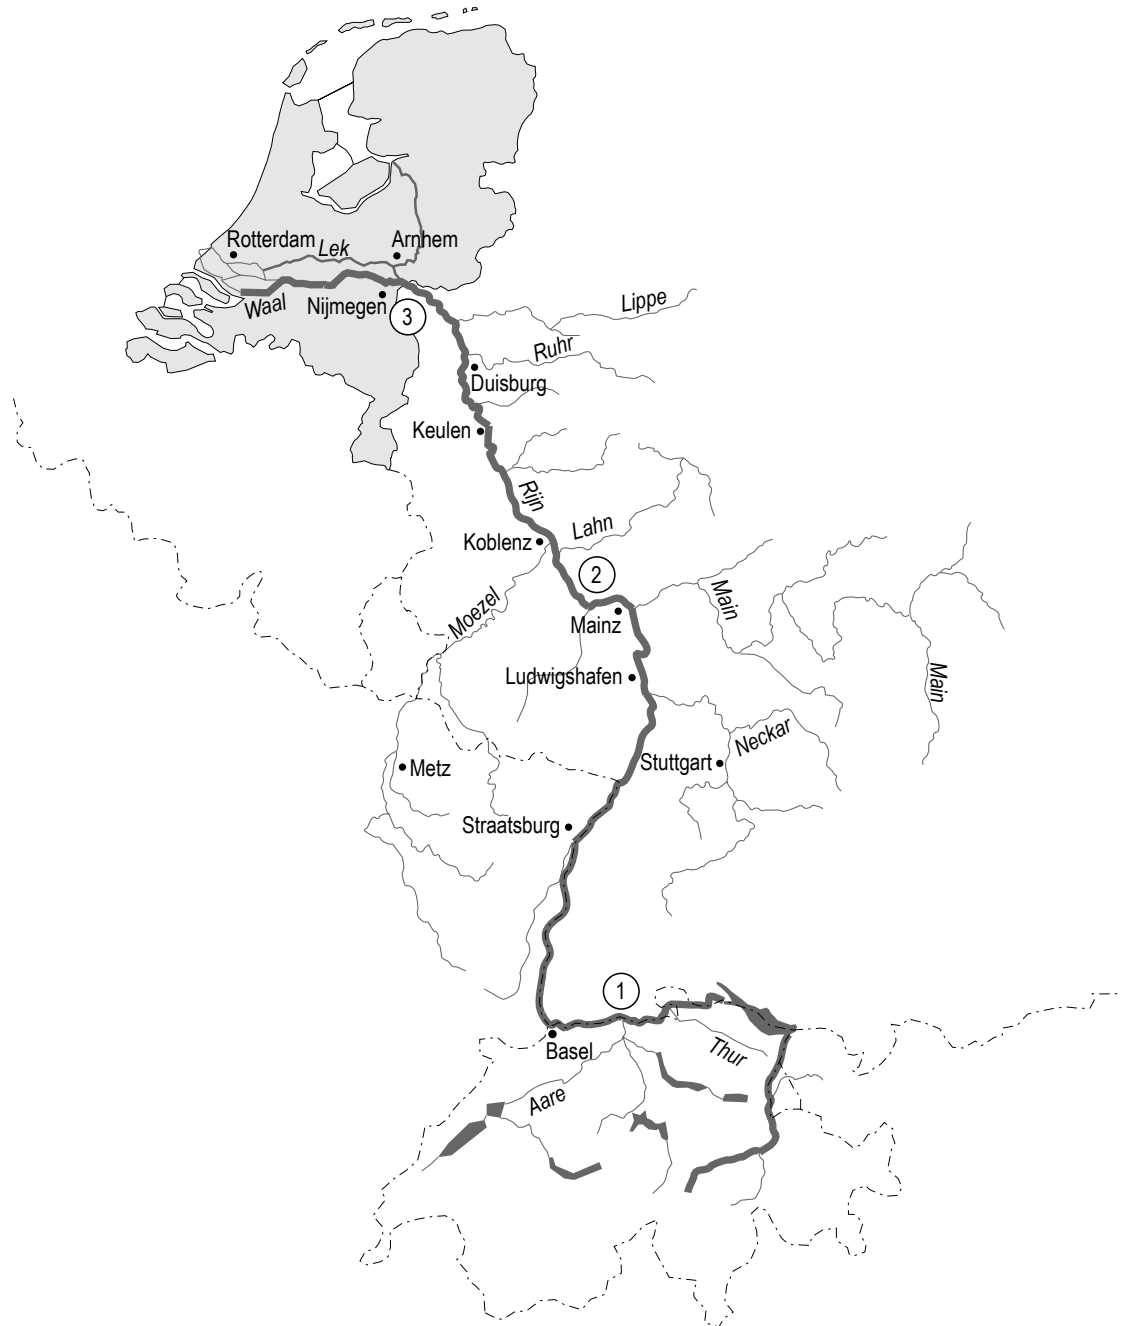 Rotterdam
Lek
Arnhem
Waal
Nijmegen
3
Lippe
Ruhr
Duisburg
Keulen
Rijn
Lahn
Koblenz
2
Moezel
Mainz
Main
Main
Ludwigshafen
Neckar
Stuttgart
Metz
Straatsburg
1
Basel
Thur
Aare